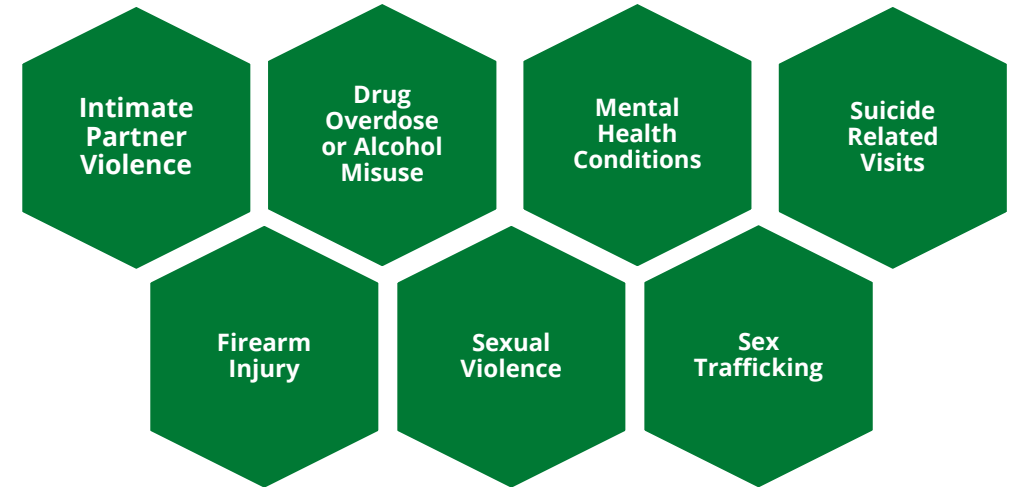 Intimate
Partner
Violence
Drug
Overdose
or Alcohol
Misuse
Mental
Health
Conditions
Suicide
Related
Visits
Firearm
Injury
Sexual
Violence
Sex
Trafficking